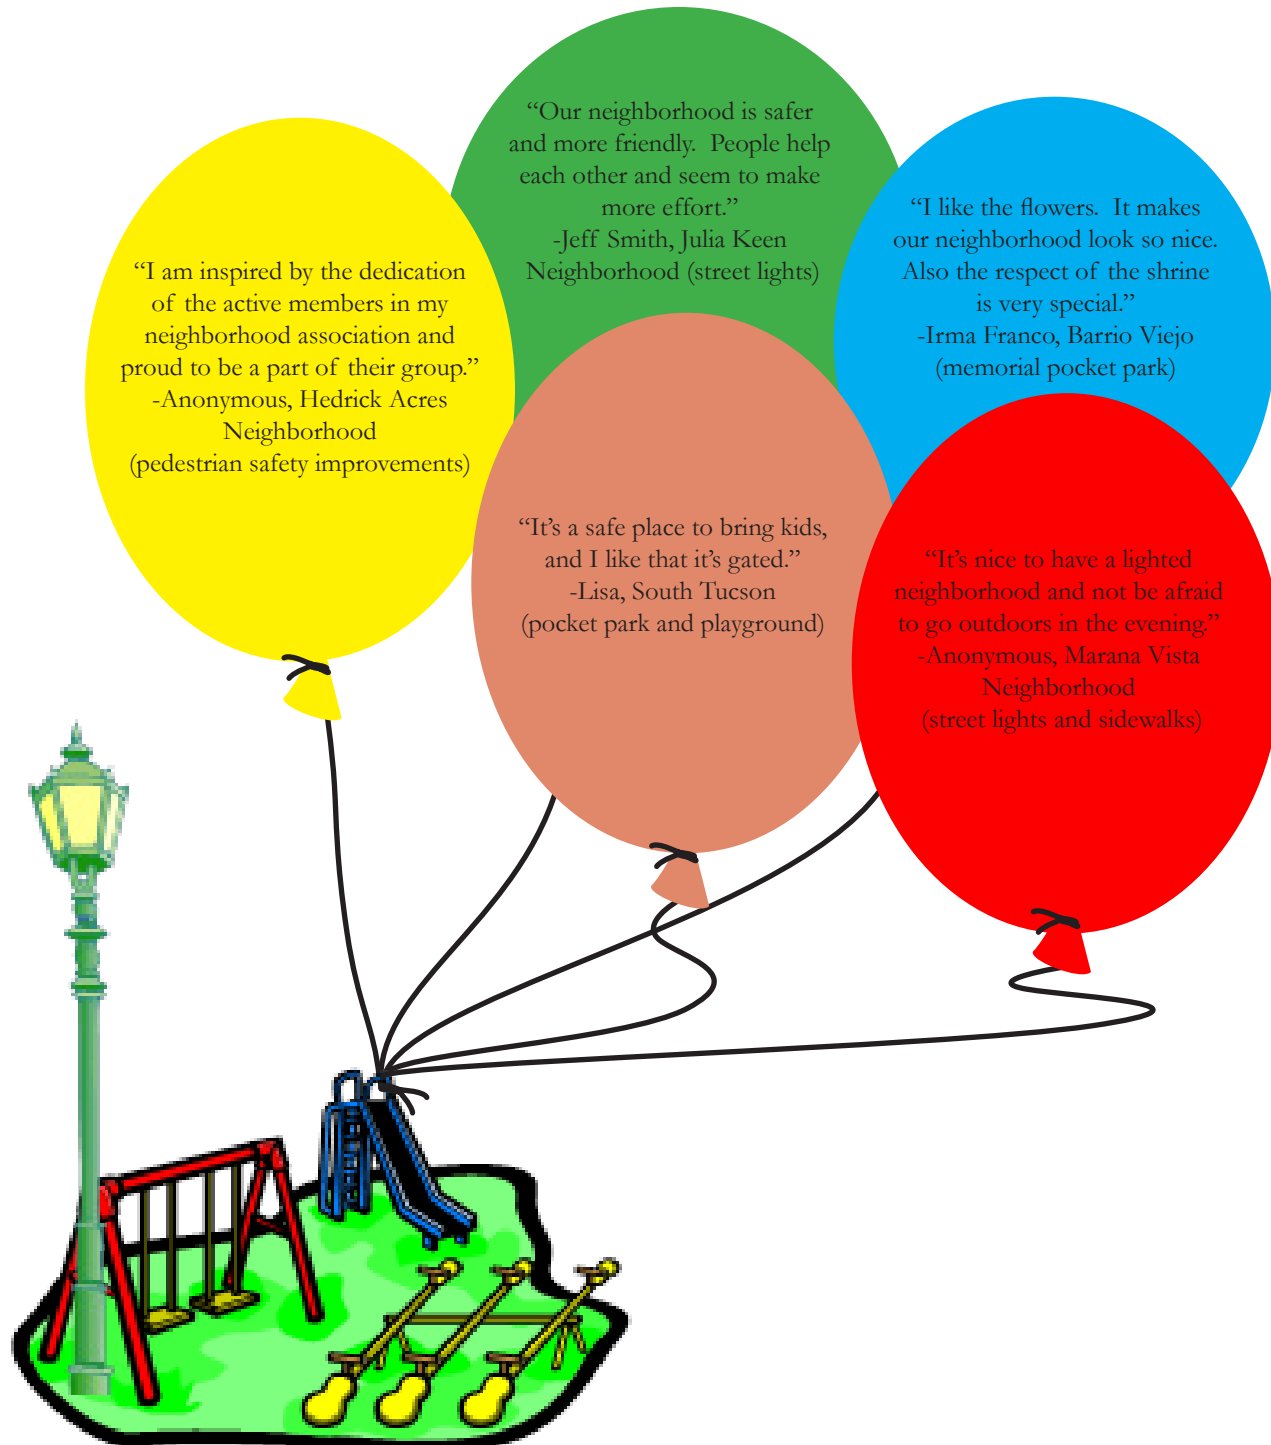 “I am inspired by the dedication
of the active members in my
neighborhood association and
proud to be a part of their group.”
-Anonymous, Hedrick Acres
Neighborhood
(pedestrian safety improvements)
“Our neighborhood is safer
and more friendly.  People help
each other and seem to make
more effort.”
-Jeff Smith, Julia Keen
Neighborhood (street lights)
“I like the flowers.  It makes
our neighborhood look so nice.
Also the respect of the shrine
is very special.”
-Irma Franco, Barrio Viejo
(memorial pocket park)
“It’s a safe place to bring kids,
and I like that it’s gated.”
-Lisa, South Tucson
(pocket park and playground)
“It’s nice to have a lighted
neighborhood and not be afraid
to go outdoors in the evening.”
-Anonymous, Marana Vista
Neighborhood
(street lights and sidewalks)